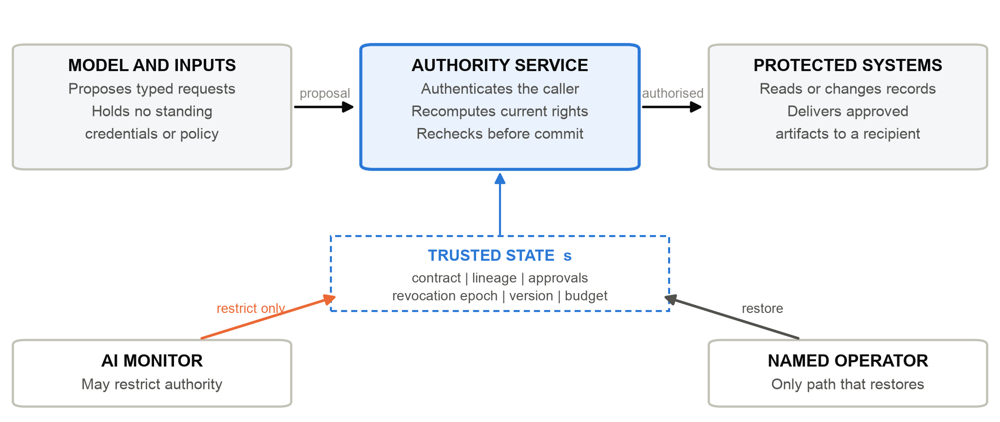 MODEL AND INPUTS
Proposes typed requests
Holds no standing
credentials or policy
proposal
AUTHORITY SERVICE
Authenticates the caller
Recomputes current rights
Rechecks before commit
authorised
PROTECTED SYSTEMS
Reads or changes records
Delivers approved
artifacts to a recipient
TRUSTED STATE s
contract | lineage | approvals
revocation epoch | version | budget
restrict only
restore
AI MONITOR
May restrict authority
NAMED OPERATOR
Only path that restores